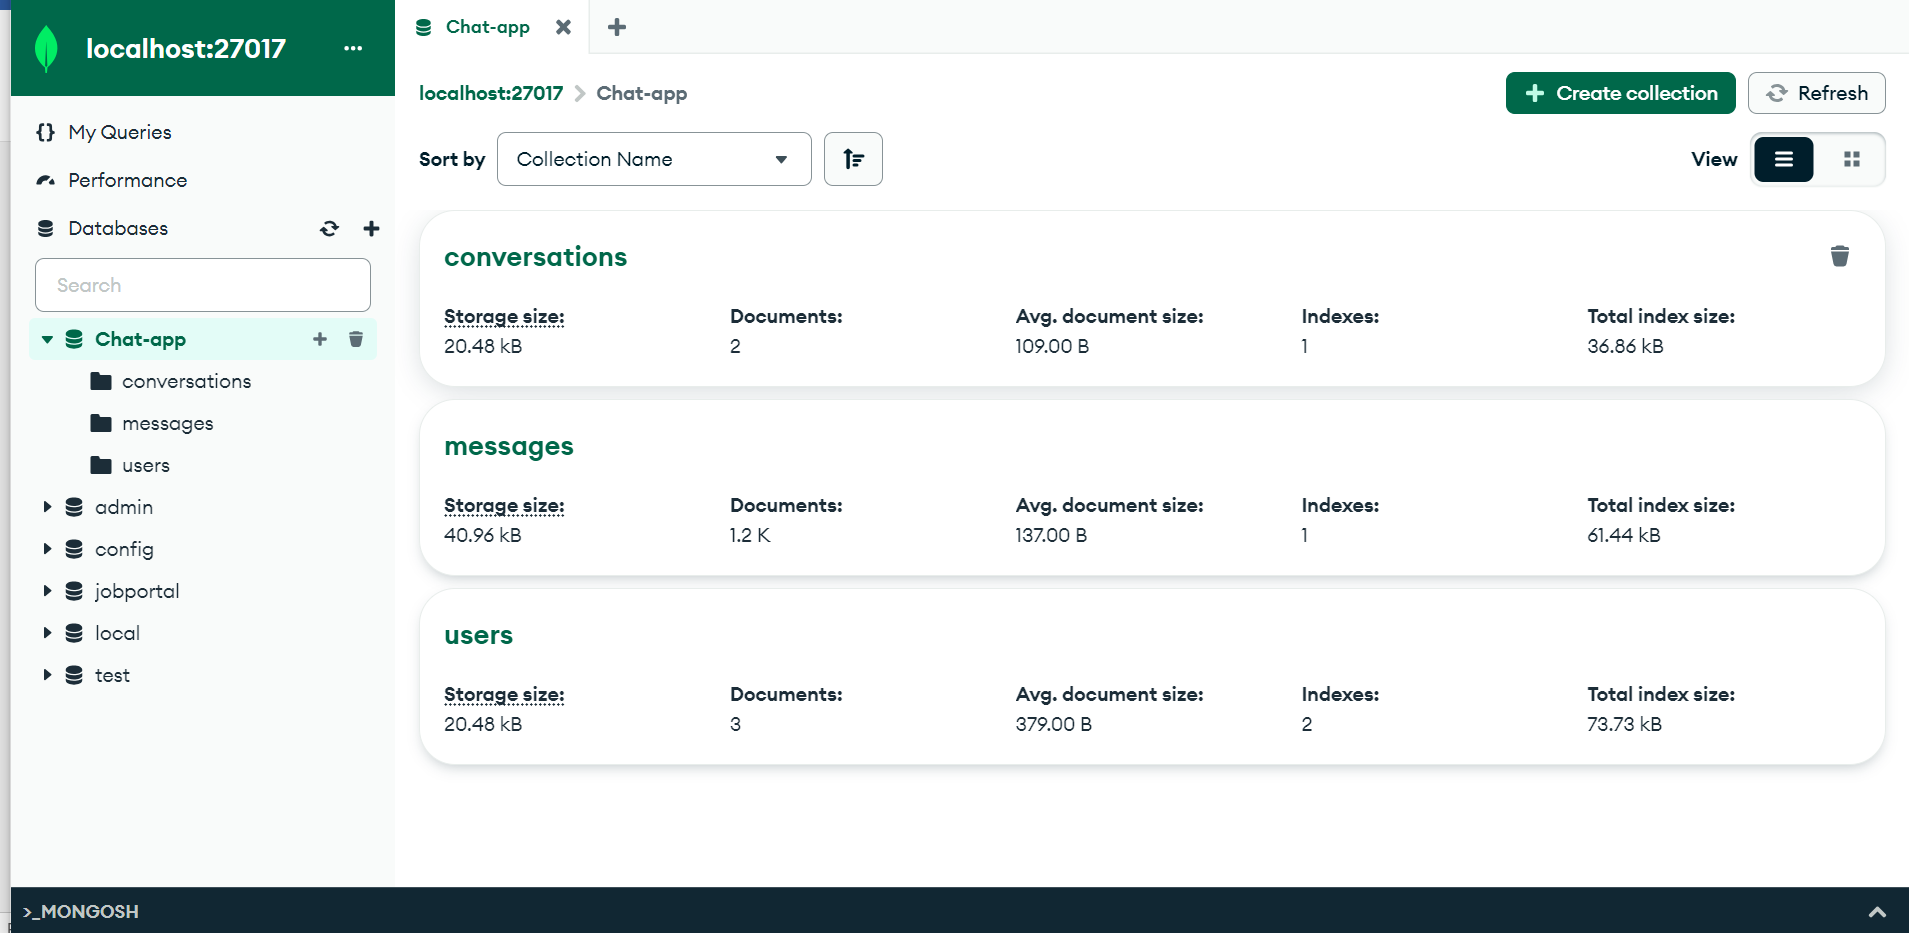 localhost:27017
My Queries
Performance
Databases
Search
Chat-app
conversations
messages
users
admin
config
jobportal
local
test
Chat-app
localhost:27017 Chat-app
Create collection Refresh
Sort by Collection Name View
conversations
Storage size: Documents: Avg. document size: Indexes: Total index size:
20.48 kB 2 109.00 B 1 36.86 kB
messages
Storage size: Documents: Avg. document size: Indexes: Total index size:
40.96 kB 1.2 K 137.00 B 1 61.44 kB
users
Storage size: Documents: Avg. document size: Indexes: Total index size:
20.48 kB 3 379.00 B 2 73.73 kB
>_MONGOSH